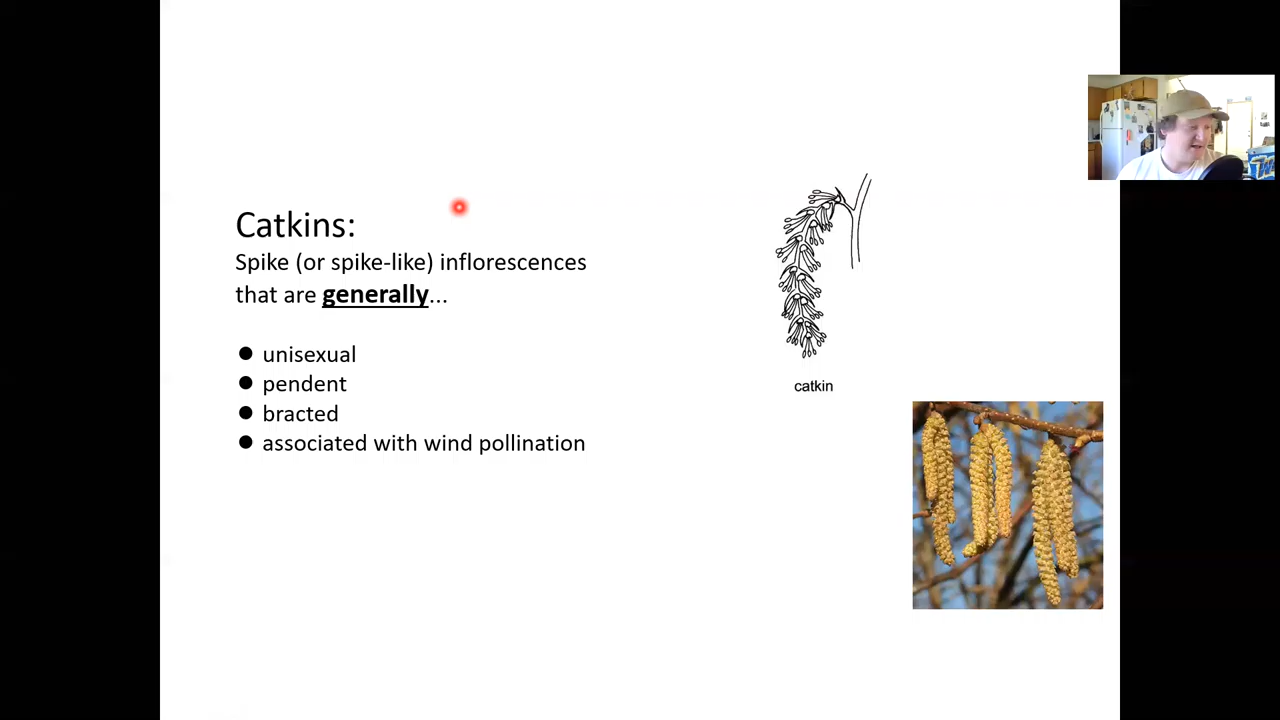 Catkins:
Spike (or spike-like) inflorescences
that are generally...
● unisexual
● pendent
● bracted
● associated with wind pollination
catkin